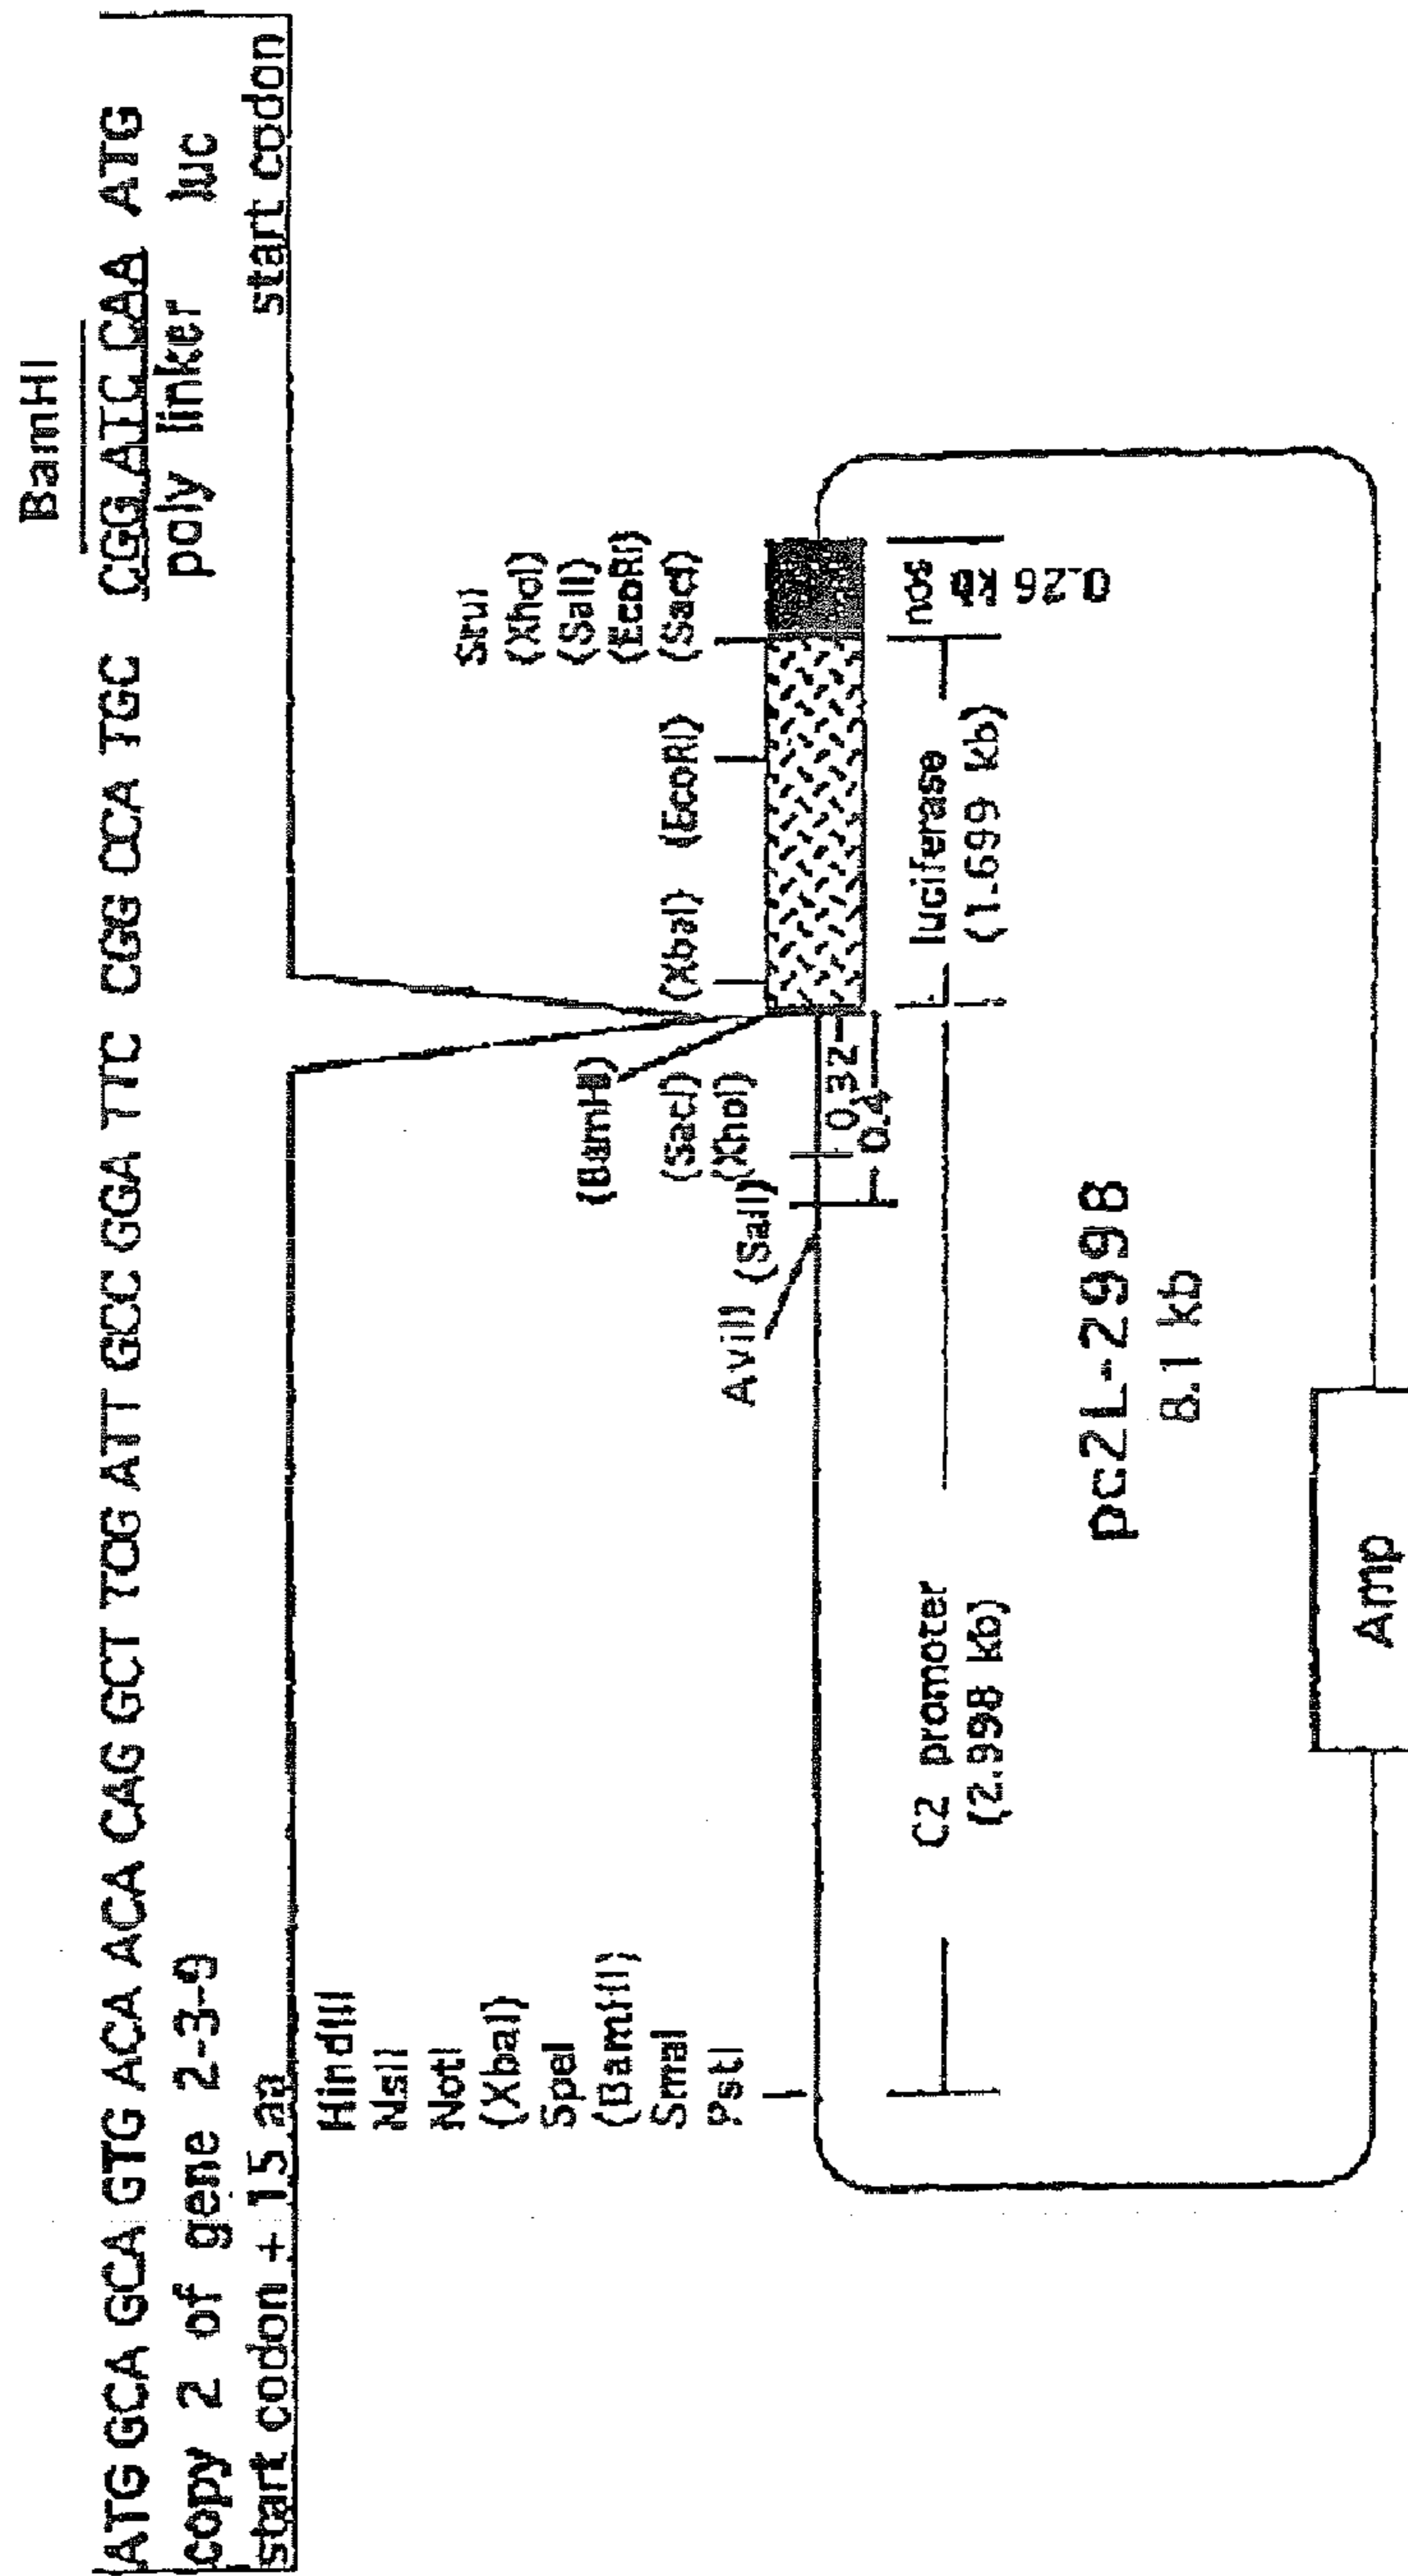 BamHI
ATG GCA GCA GTG ACA ACA CAG GCT TCG ATT GCC GGA TTC CGG CCA TGC CGG ATC CAA ATG
copy 2 of gene 2-3-9 poly linker luc
start codon + 15 aa start codon
HindIII
NsiI
NotI
(XbaI)
SpeI
(BamHI)
SmaI
PstI
AviII
(SalI)
(BamHI)
(SacI)
(XhoI)
(XbaI)
(EcoRI)
StuI
(XhoI)
(SalI)
(EcoRI)
(SacI)
0.32
0.4
C2 promoter
(2.998 kb)
luciferase
(1.699 kb)
nos
0.26 kb
pc2L-2998
8.1 kb
Amp